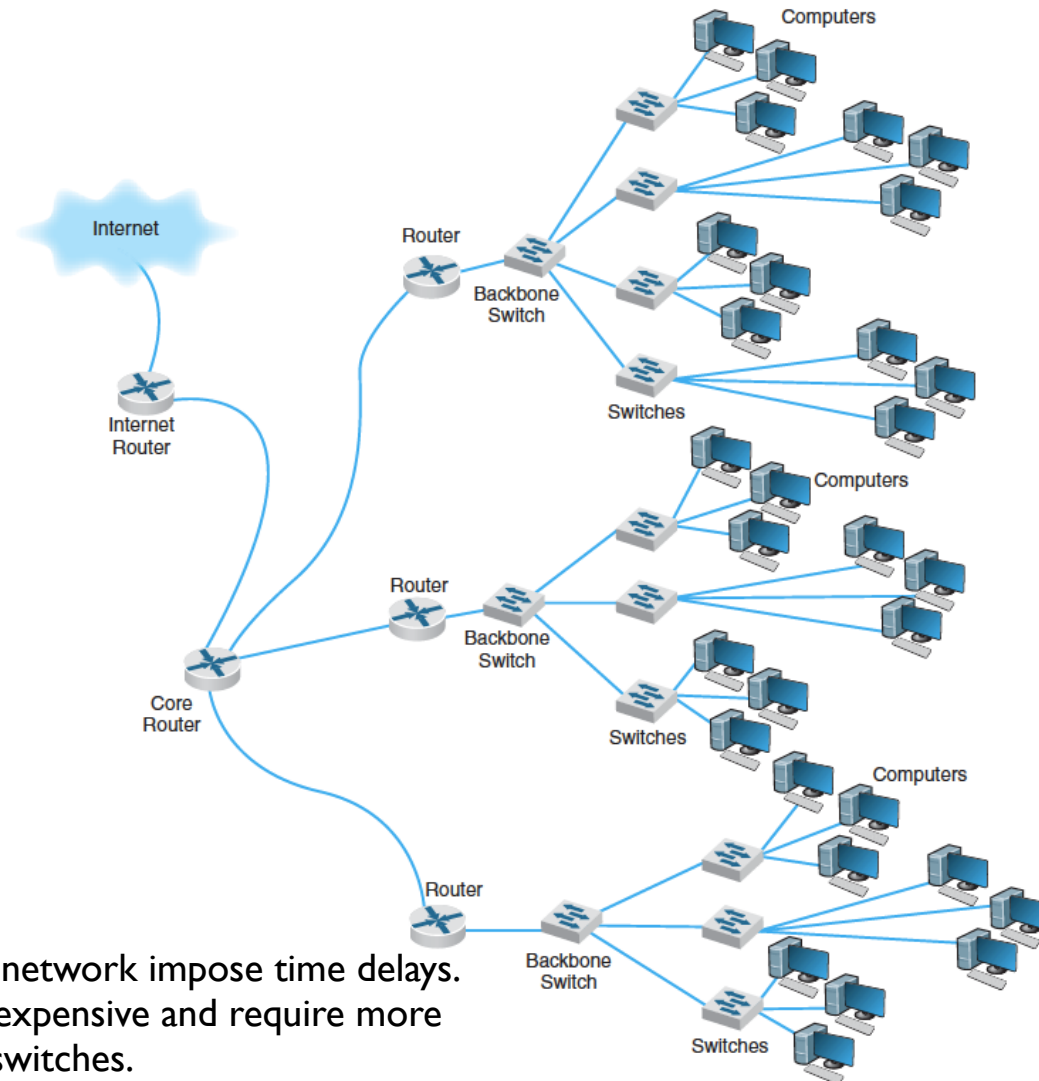 Computers
Internet
Router
Backbone
Switch
Internet
Router
Switches
Computers
Router
Backbone
Switch
Core
Router
Switches
Computers
Router
Backbone
Switch
Switches
network impose time delays.
expensive and require more
switches.